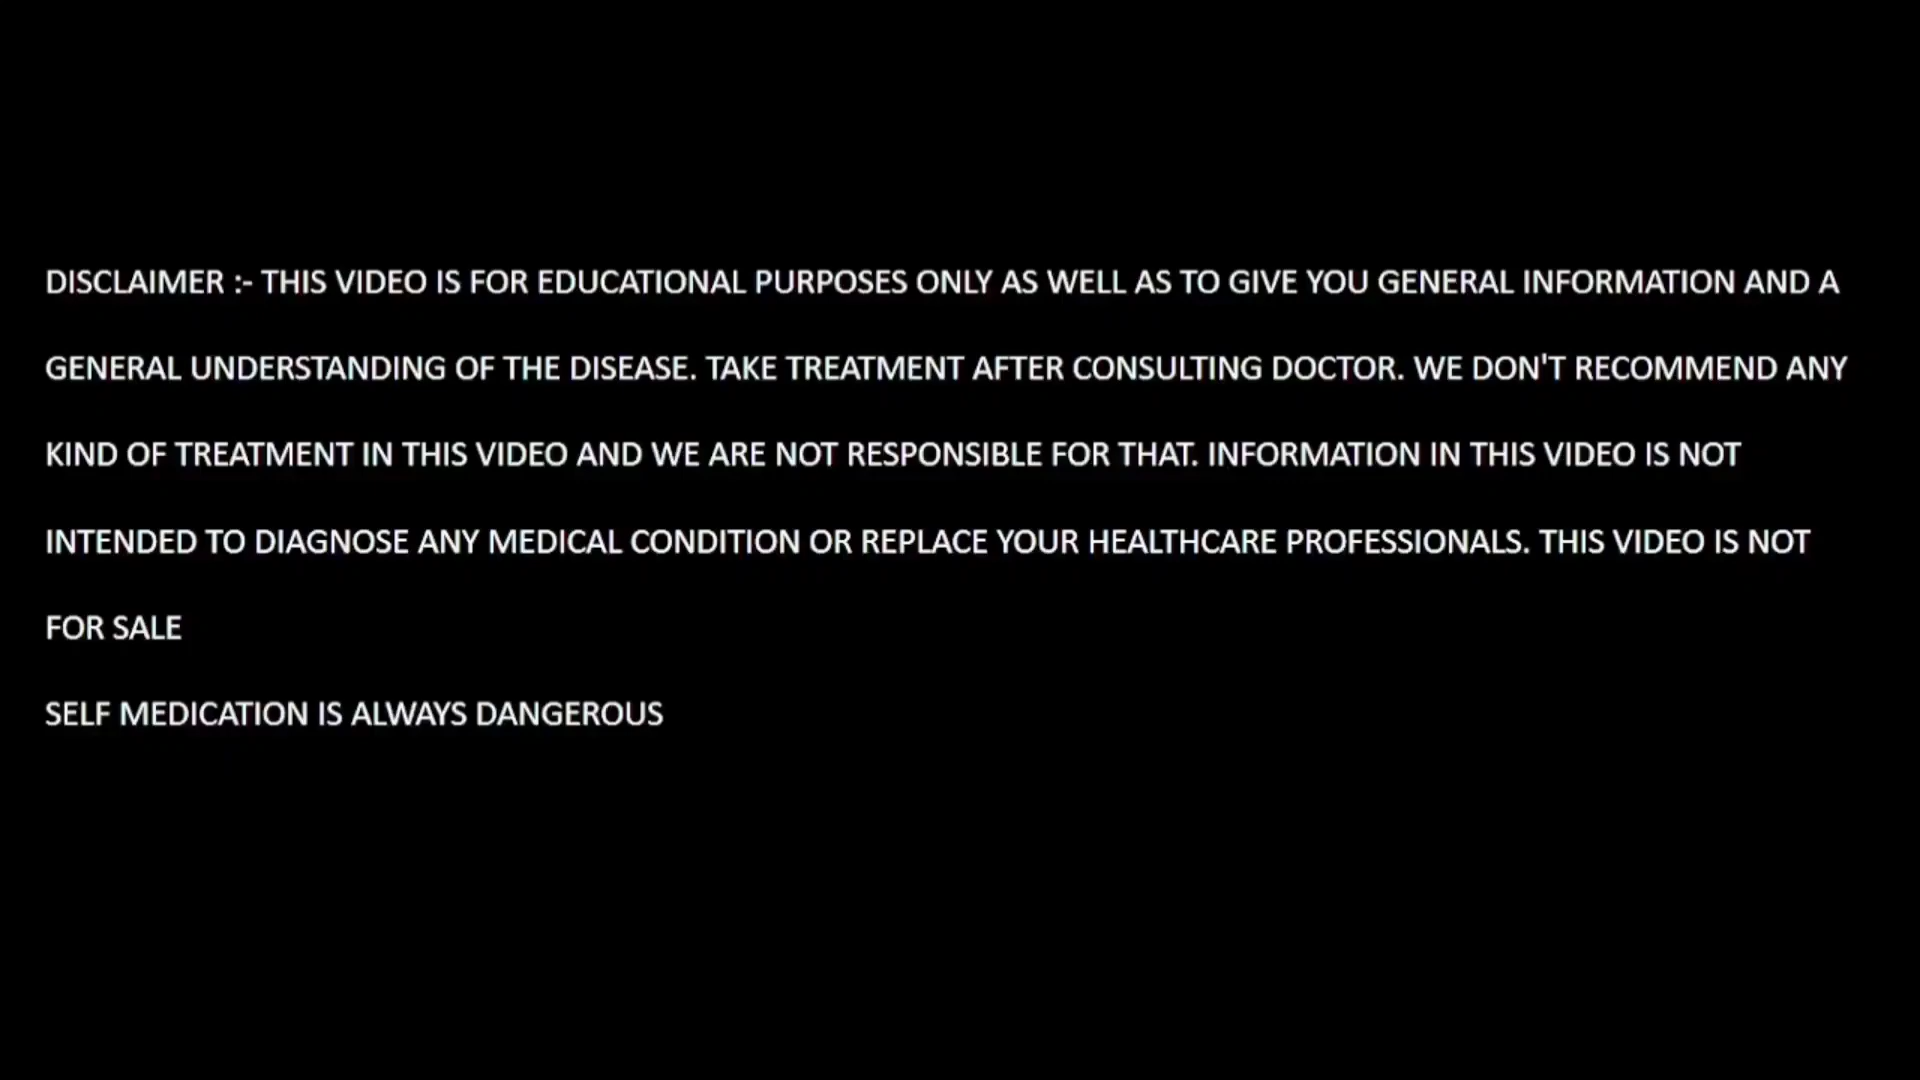 DISCLAIMER :- THIS VIDEO IS FOR EDUCATIONAL PURPOSES ONLY AS WELL AS TO GIVE YOU GENERAL INFORMATION AND A
GENERAL UNDERSTANDING OF THE DISEASE. TAKE TREATMENT AFTER CONSULTING DOCTOR. WE DON'T RECOMMEND ANY
KIND OF TREATMENT IN THIS VIDEO AND WE ARE NOT RESPONSIBLE FOR THAT. INFORMATION IN THIS VIDEO IS NOT
INTENDED TO DIAGNOSE ANY MEDICAL CONDITION OR REPLACE YOUR HEALTHCARE PROFESSIONALS. THIS VIDEO IS NOT
FOR SALE
SELF MEDICATION IS ALWAYS DANGEROUS